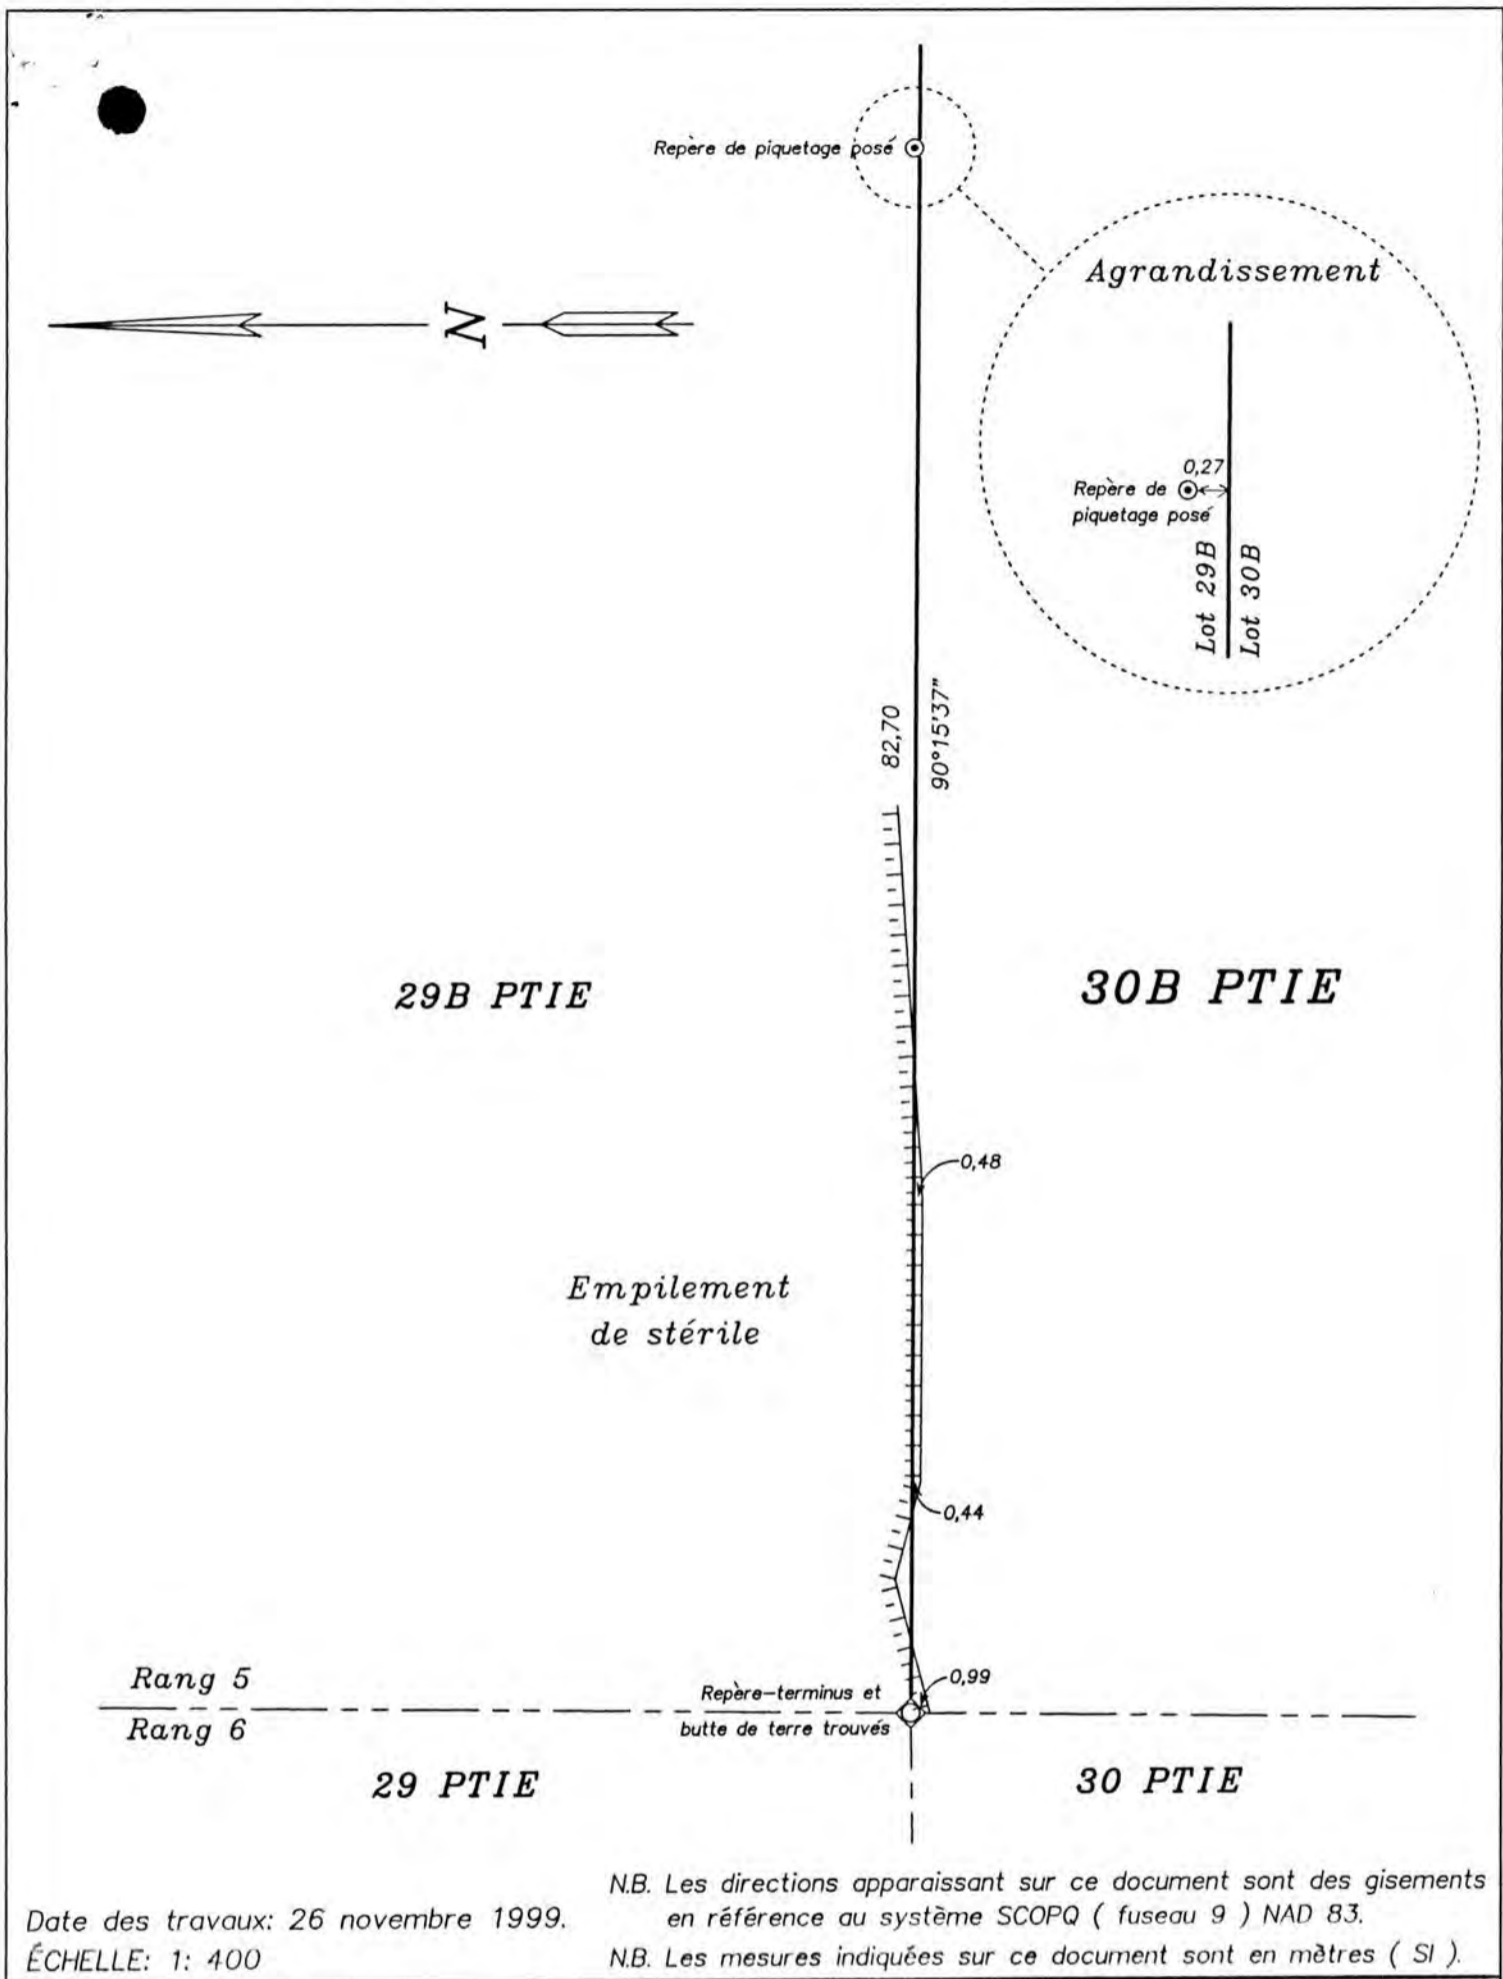 Repère de piquetage posé
Agrandissement
N
0,27
Repère de
piquetage posé
Lot 29B
Lot 30B
82,70
90°15'37"
29B PTIE
30B PTIE
0,48
Empilement
de stérile
0,44
Rang 5
Rang 6
Repère-terminus et
butte de terre trouvés
0,99
29 PTIE
30 PTIE
N.B. Les directions apparaissant sur ce document sont des gisements
en référence au système SCOPQ ( fuseau 9 ) NAD 83.
Date des travaux: 26 novembre 1999.
ÉCHELLE: 1: 400
N.B. Les mesures indiquées sur ce document sont en mètres ( SI ).